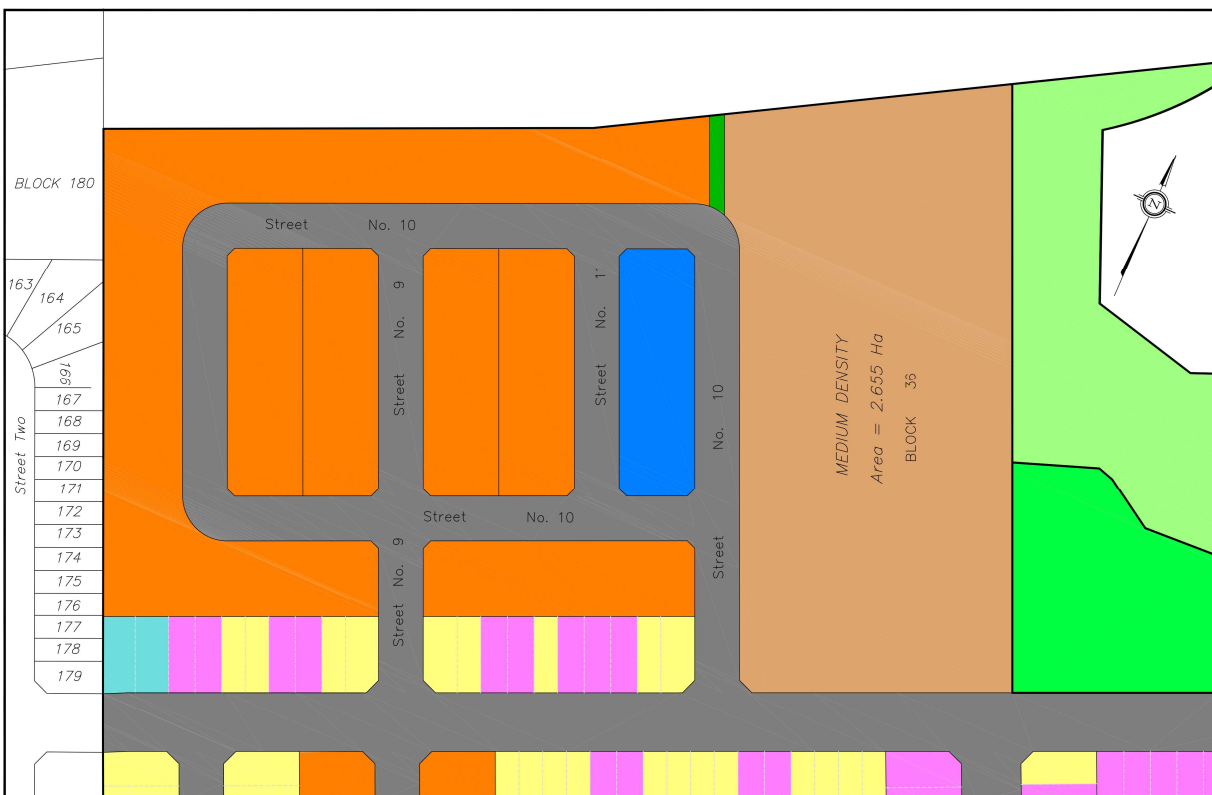 BLOCK 180
163
164
165
166
167
168
169
170
171
172
173
174
175
176
177
178
179
Street Two
Street No. 10
Street No. 9
Street No. 1'
Street No. 10
Street No. 10
Street No. 9
MEDIUM DENSITY
Area = 2.655 Ha
BLOCK 36
N